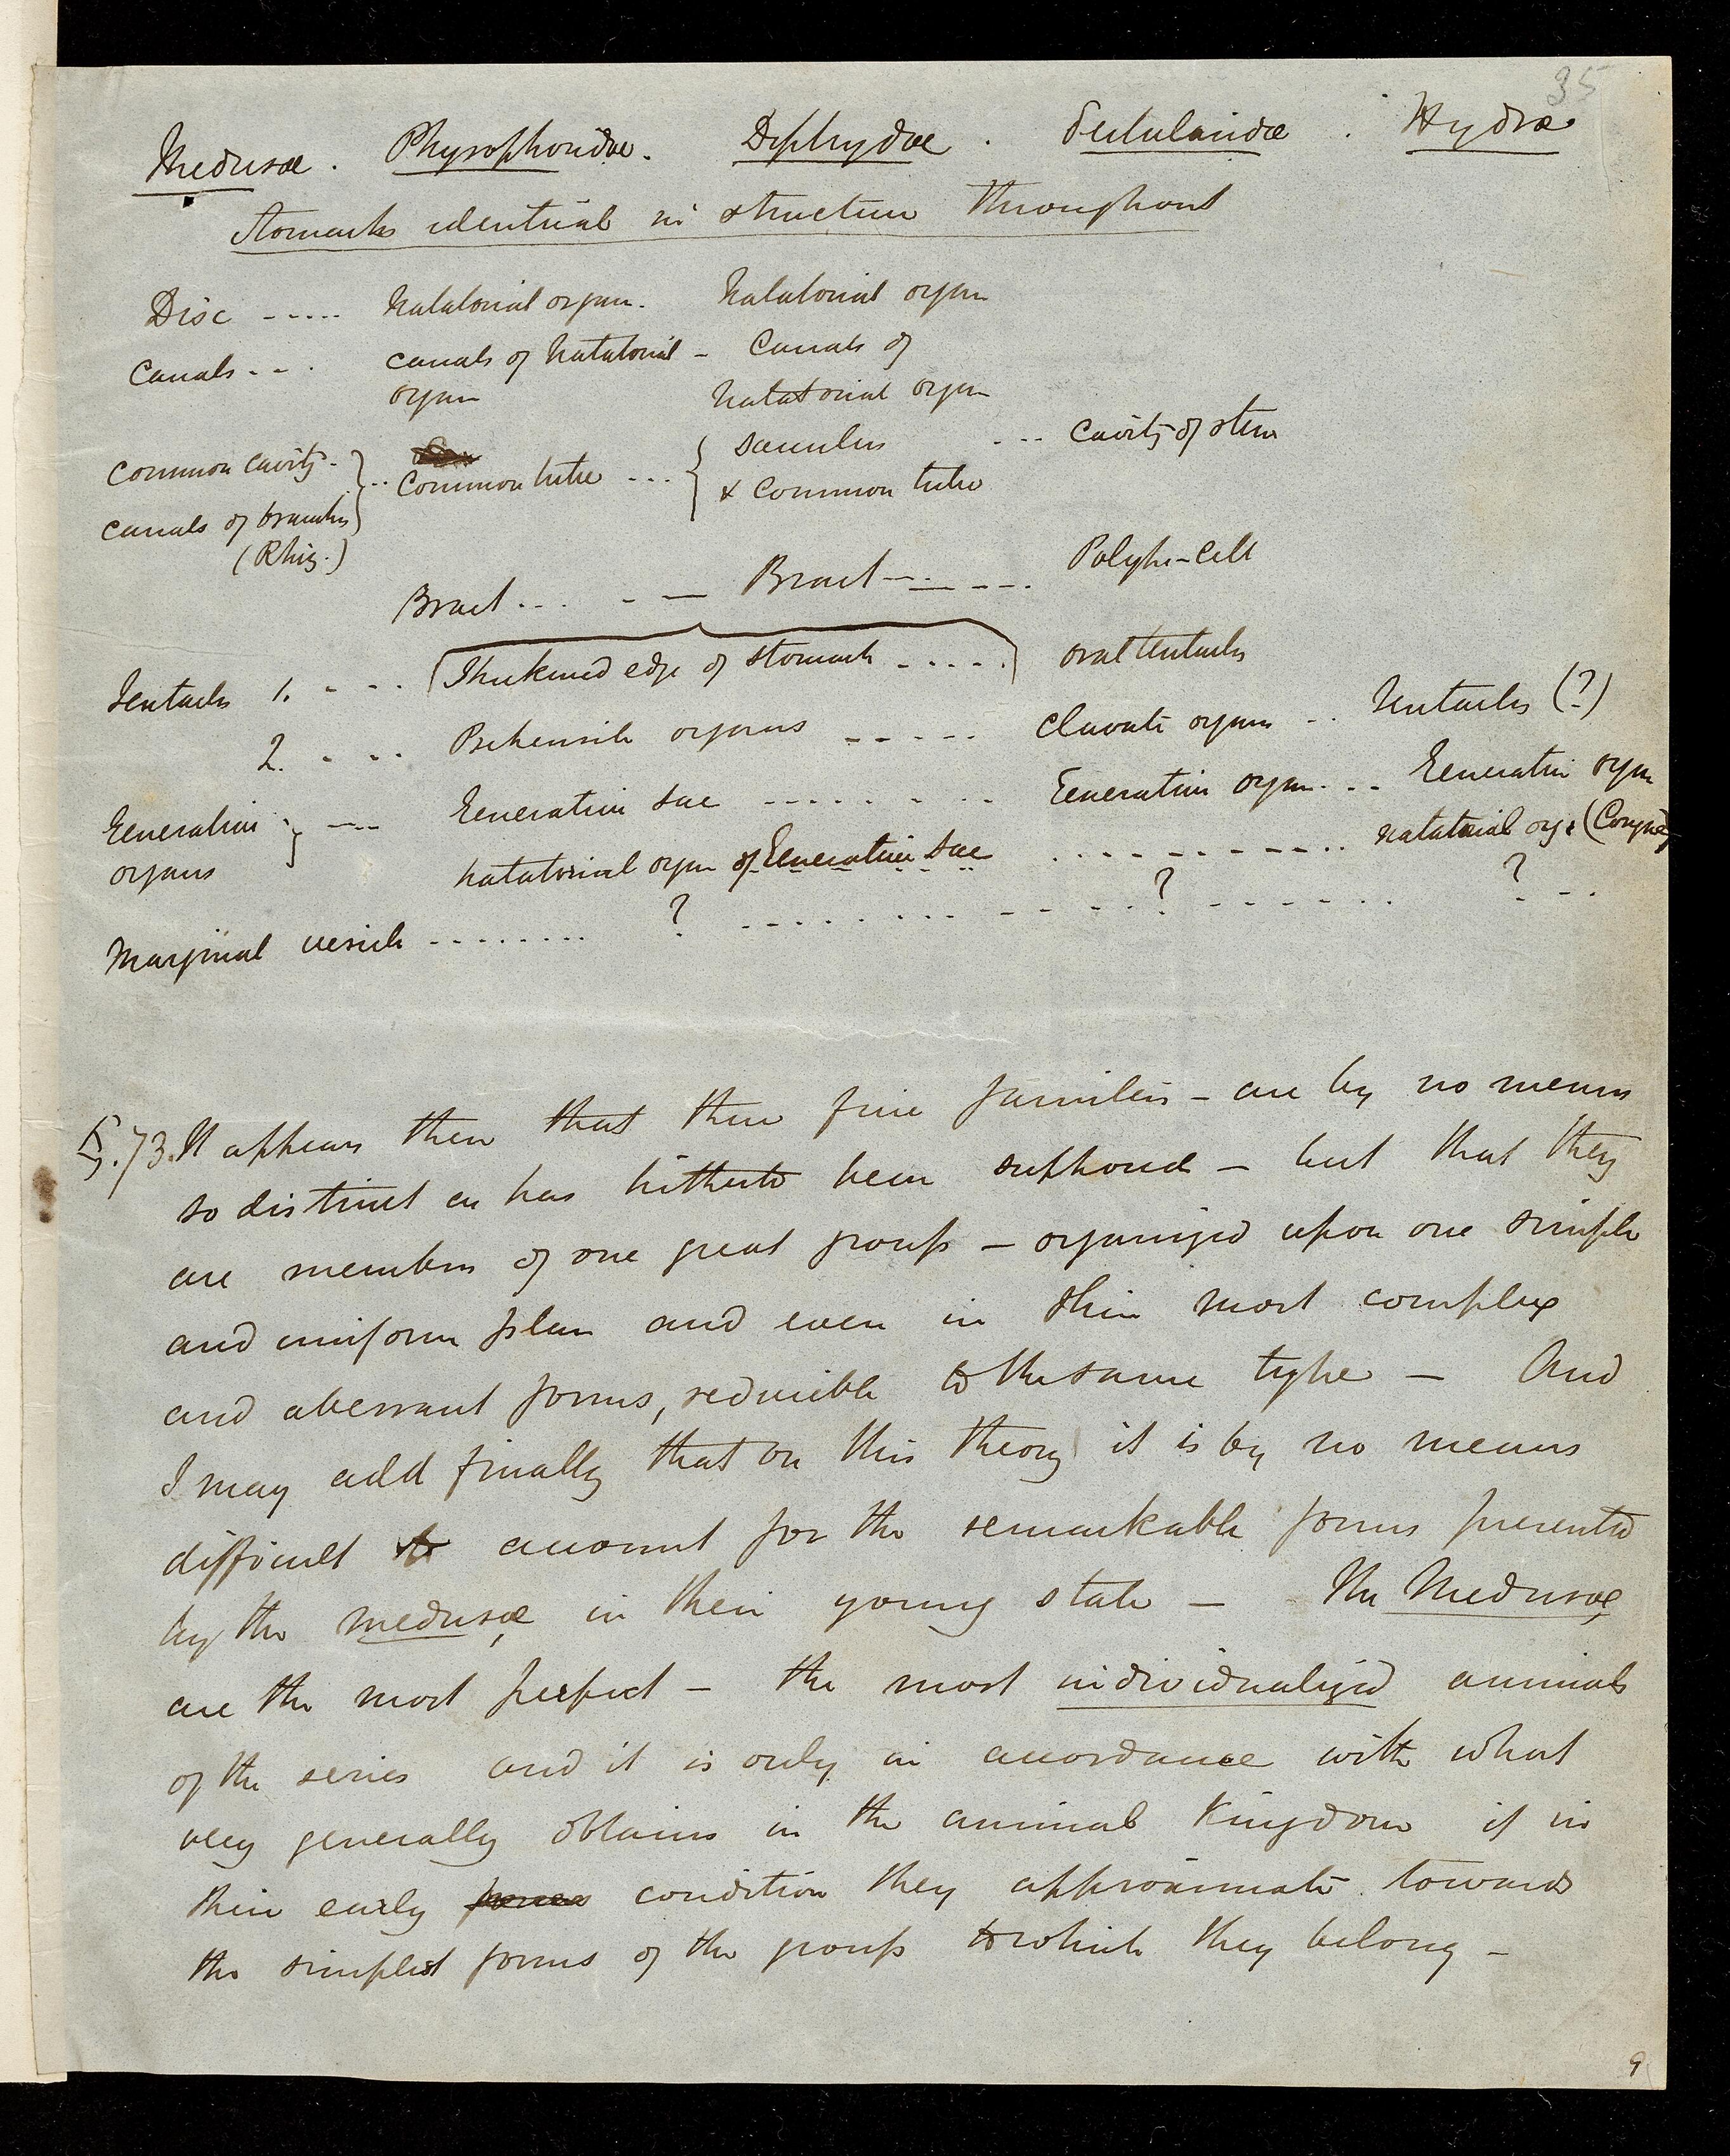 35
Medusæ . Physophoridæ . Diphydæ . Sertularidæ . Hydræ
Stomachs identical in structure throughout
Disc ----- Natatorial organ. Natatorial organ
Canals --. canals of Natatorial - Canals of
organ Natatorial organ
Common cavity- } .. Common tube ... { Sacculus --- Cavity of stem
canals of branches & Common tube
(Rhiz.)
Bract ... - - — Bract --. — --. Polype-cell
Tentacles 1. - - .. Thickened edge of stomach ----. oral tentacles
2. - - .. Prehensile organs ----- Clavate organs .. Tentacles (?)
Generative } --- Generative sac -------- Generative organ. .. Generative organ
organs natatorial organ of Generative sac ........ natatorial org: (Coryne)
Marginal vesicle -------- ? --------- ? ------- ? -.
§.73. It appears then that these five families - are by no means
so distinct as has hitherto been supposed - but that they
are members of one great group - organized upon one simple
and uniform plan and even in their most complex
and aberrant forms, reducible to the same type - And
I may add finally that on this theory it is by no means
difficult to account for the remarkable forms presented
by the medusæ in their young state - The Medusæ
are the most perfect - the most individualized animals
of the series and it is only in accordance with what
very generally obtains in the animal Kingdom if in
their early condition they approximate towards
the simplest forms of the group to which they belong -
9